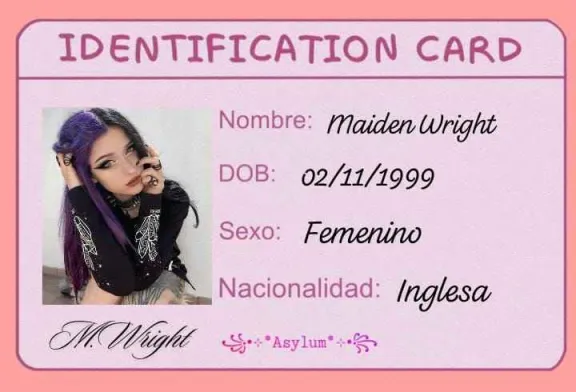 IDENTIFICATION CARD
Nombre: Maiden Wright
DOB: 02/11/1999
Sexo: Femenino
Nacionalidad: Inglesa
M. Wright
꧁•⊹٭Asylum٭⊹•꧂